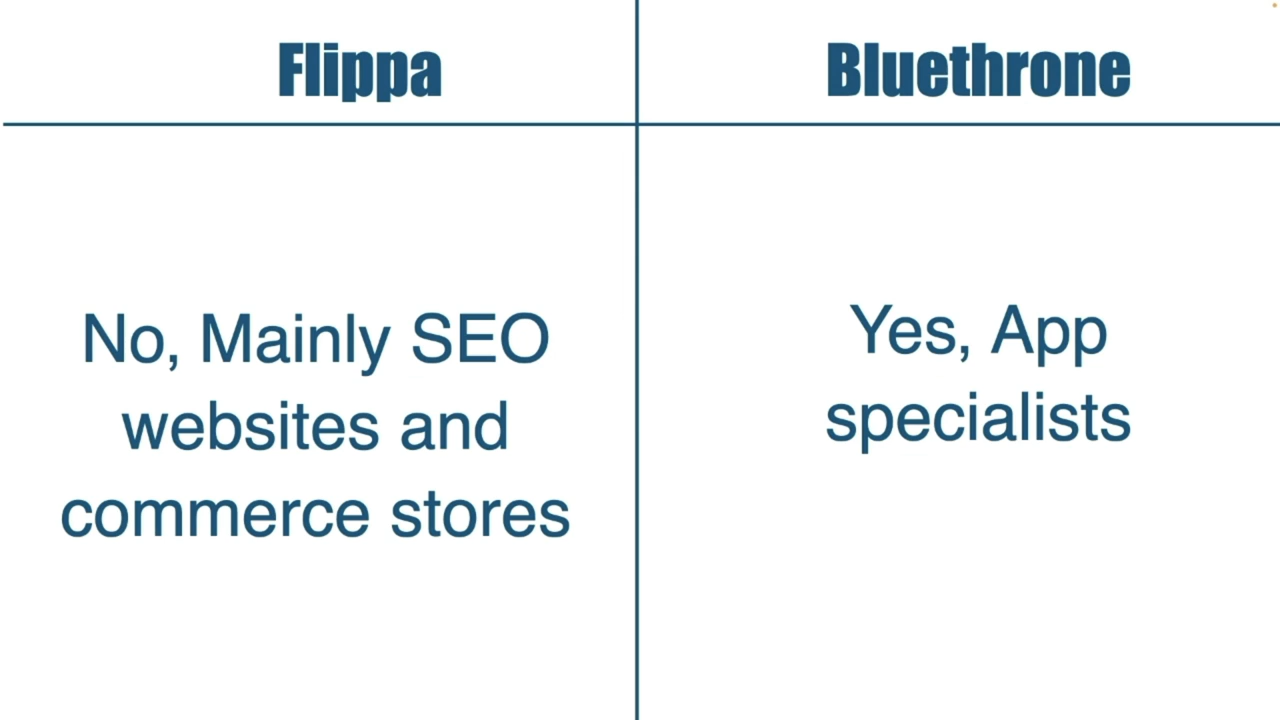 Flippa
Bluethrone
No, Mainly SEO
websites and
commerce stores
Yes, App
specialists